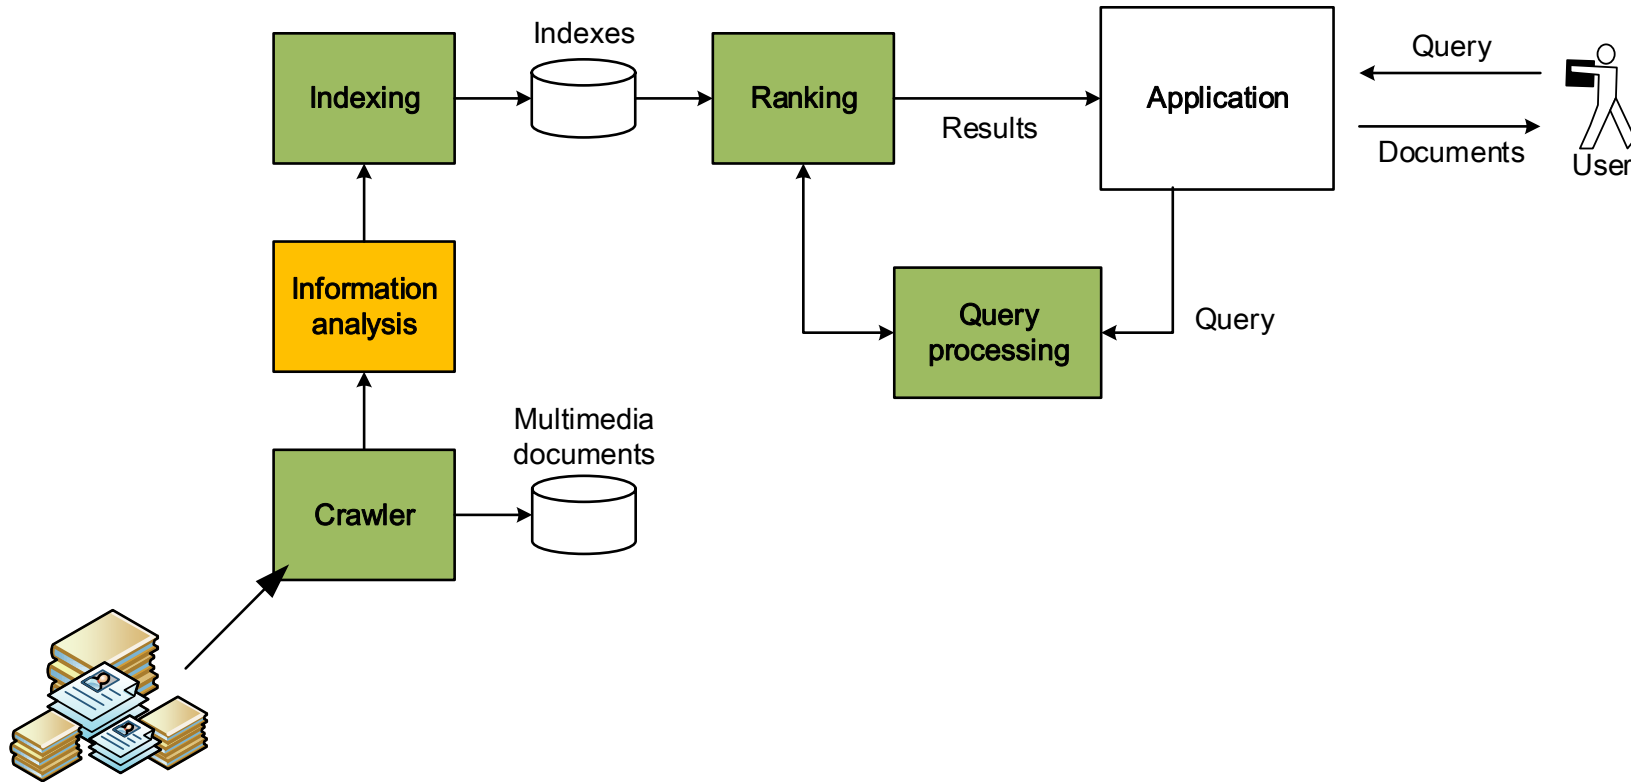 Indexes
Indexing
Ranking
Results
Application
Query
Documents
User
Information
analysis
Query
processing
Query
Multimedia
documents
Crawler